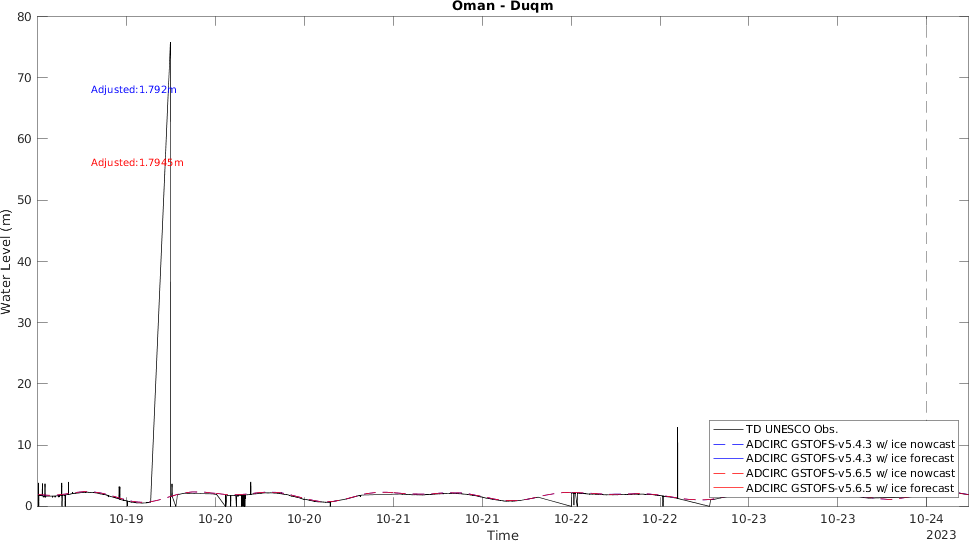 Oman - Duqm
80
70
60
50
40
30
20
10
0
Water Level (m)
Adjusted:1.792m
Adjusted:1.7945m
TD UNESCO Obs.
ADCIRC GSTOFS-v5.4.3 w/ ice nowcast
ADCIRC GSTOFS-v5.4.3 w/ ice forecast
ADCIRC GSTOFS-v5.6.5 w/ ice nowcast
ADCIRC GSTOFS-v5.6.5 w/ ice forecast
10-19 10-20 10-20 10-21 10-21 10-22 10-22 10-23 10-23 10-24
2023
Time